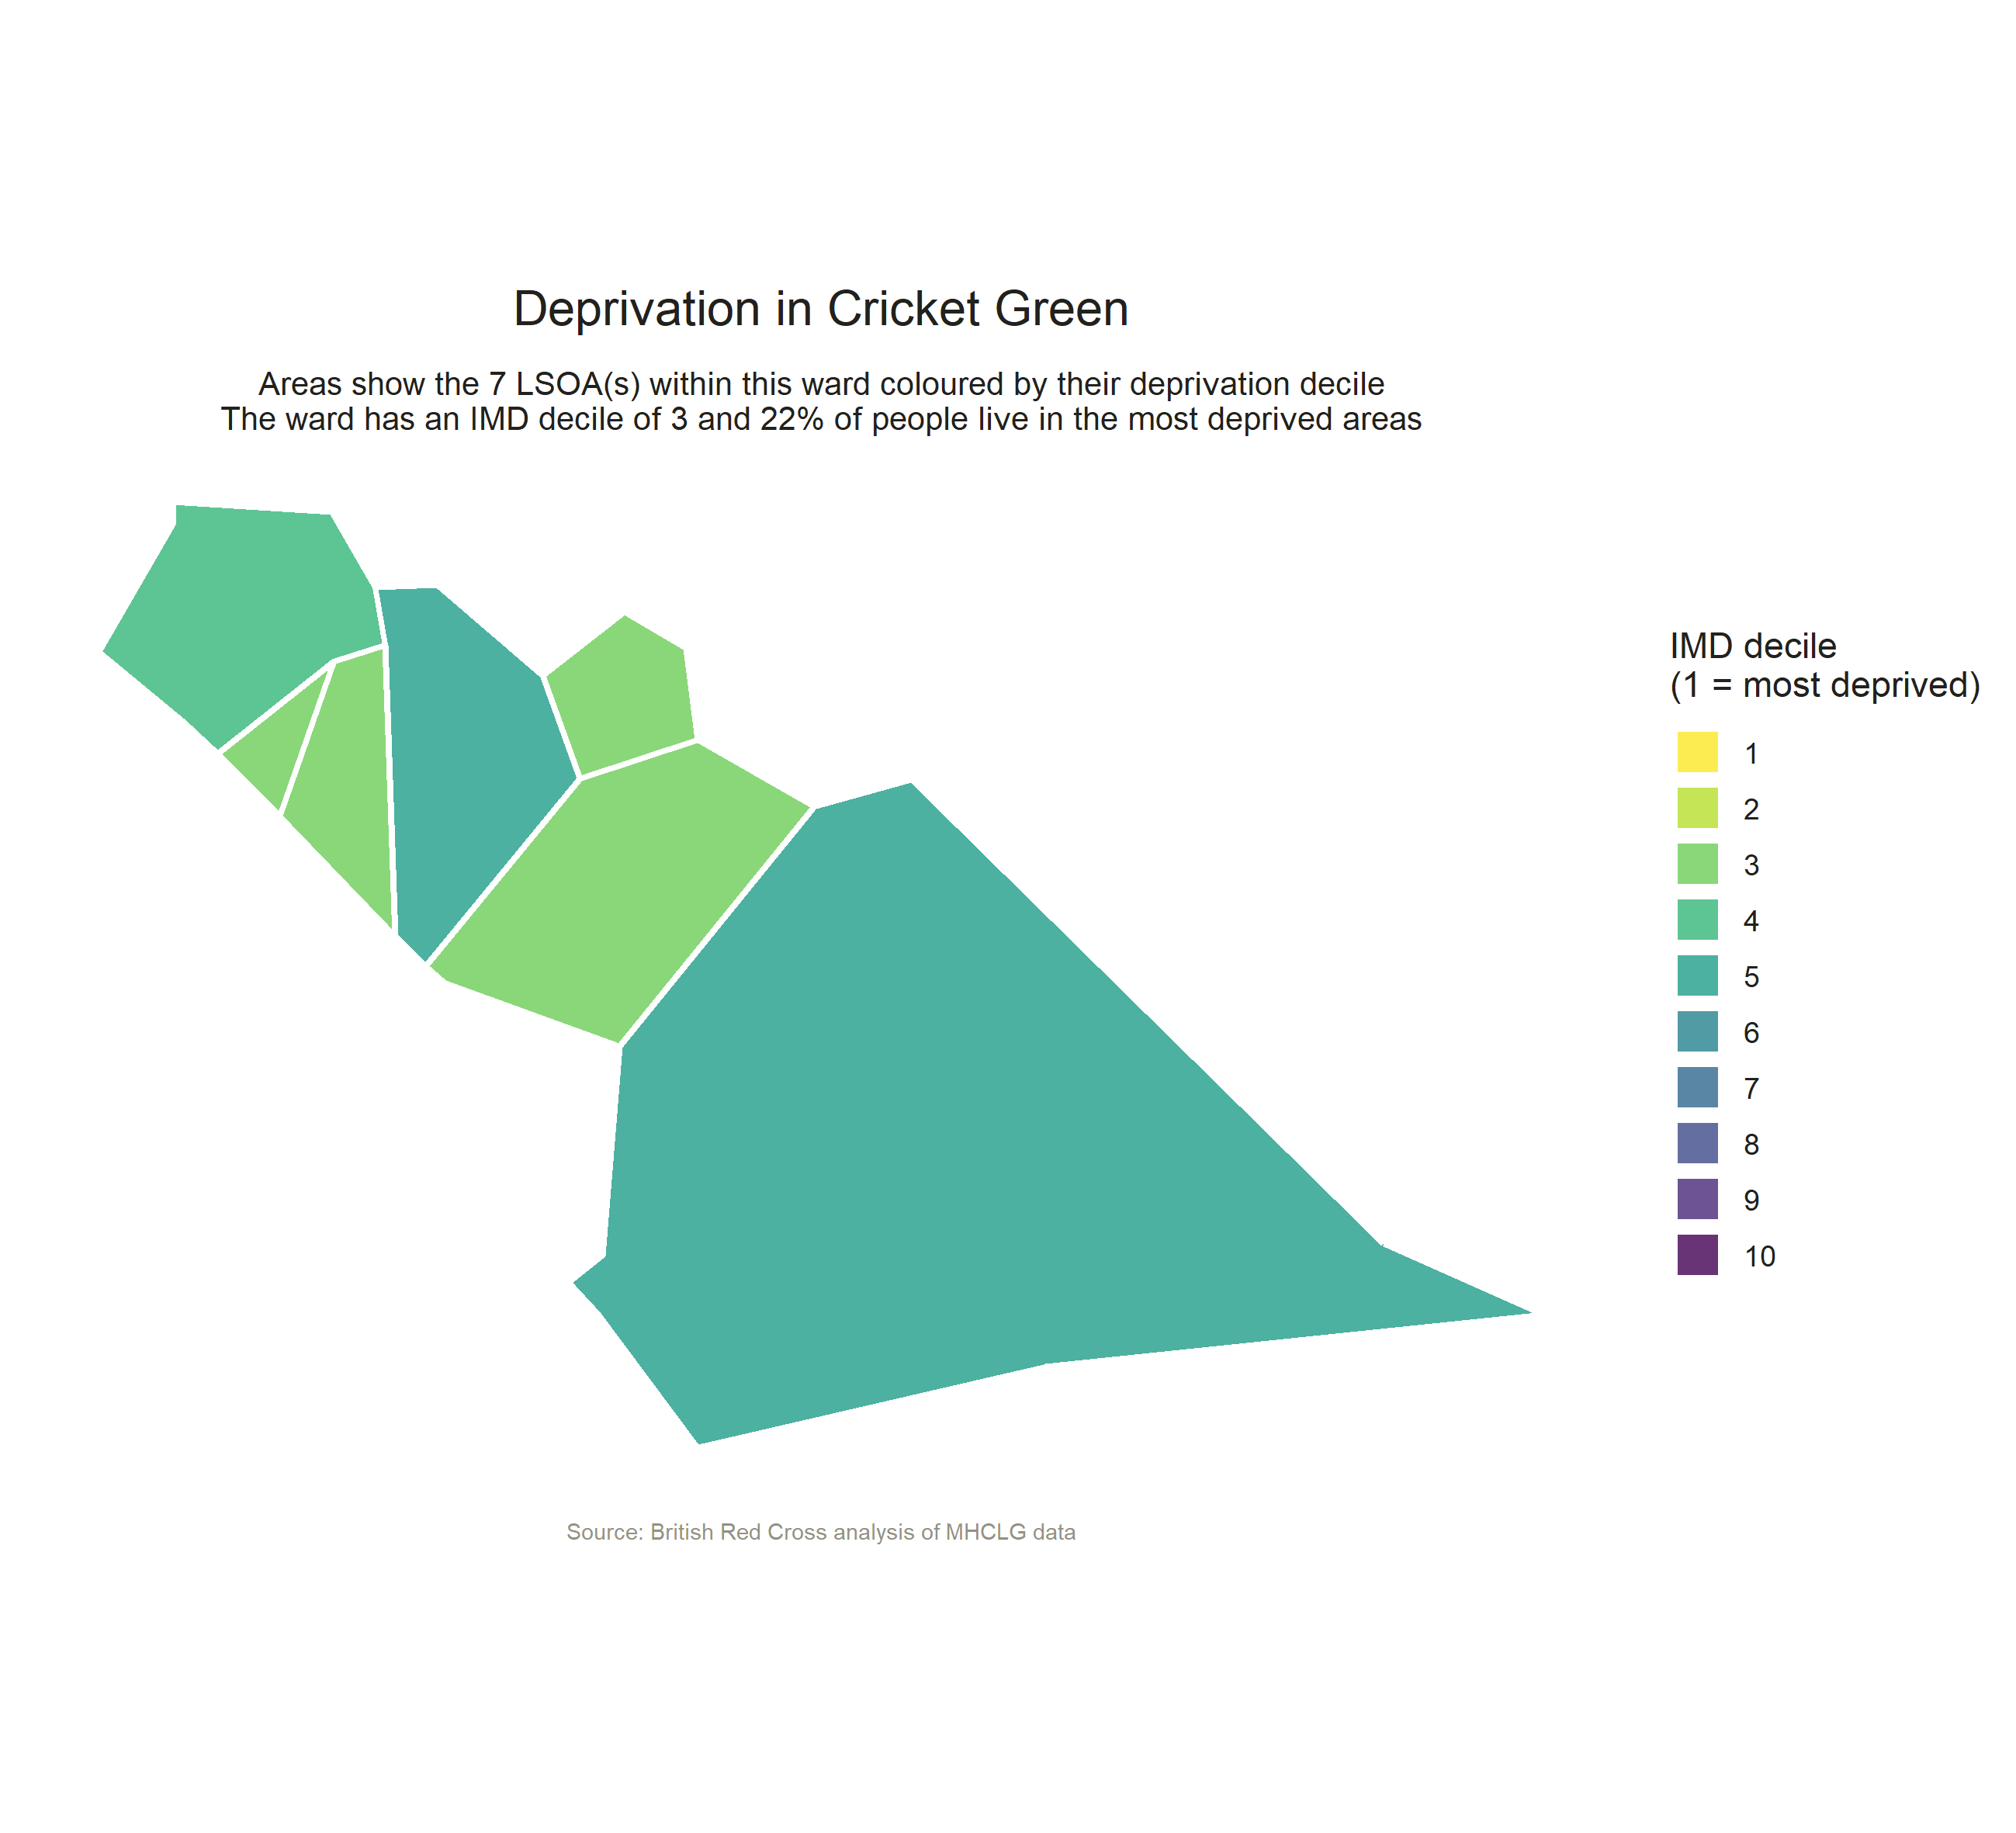 Deprivation in Cricket Green
Areas show the 7 LSOA(s) within this ward coloured by their deprivation decile
The ward has an IMD decile of 3 and 22% of people live in the most deprived areas
IMD decile
(1 = most deprived)
1
2
3
4
5
6
7
8
9
10
Source: British Red Cross analysis of MHCLG data